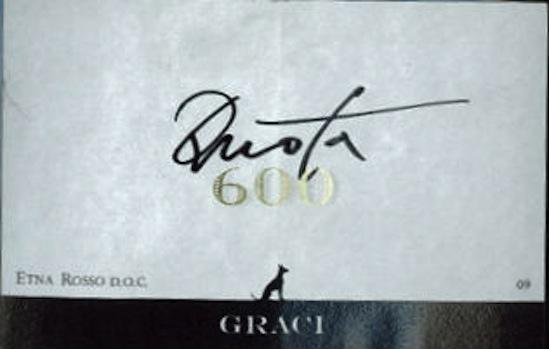 Quota
600
ETNA ROSSO D.O.C.
09
GRACI